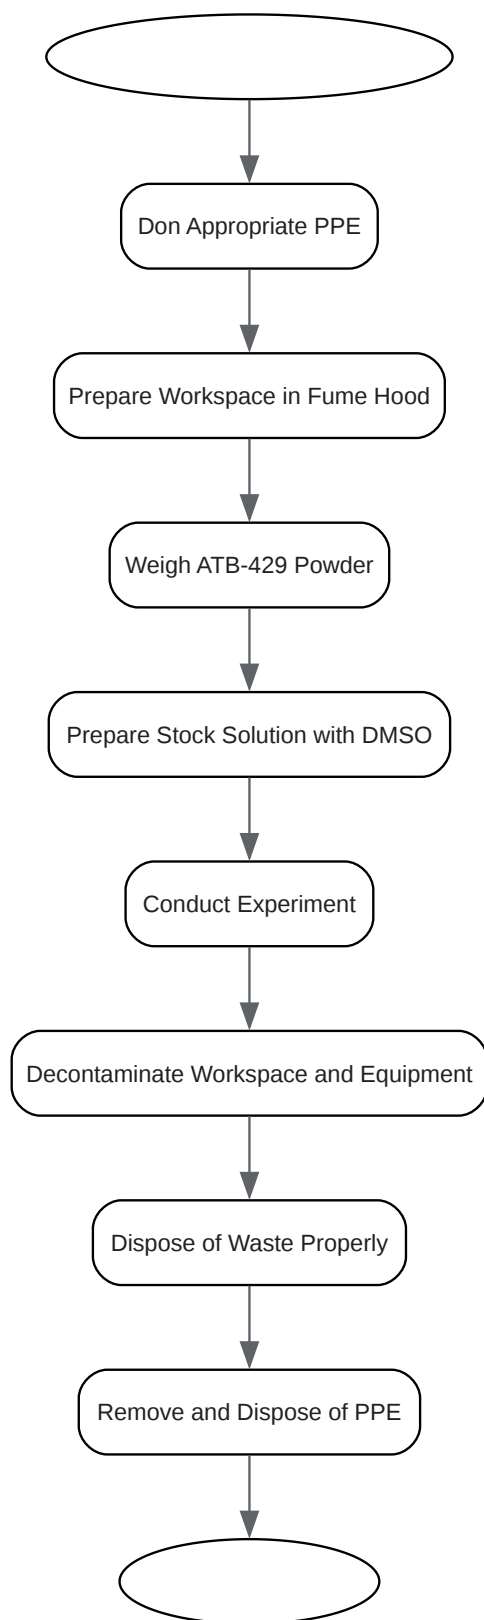 Don Appropriate PPE
Prepare Workspace in Fume Hood
Weigh ATB-429 Powder
Prepare Stock Solution with DMSO
Conduct Experiment
Decontaminate Workspace and Equipment
Dispose of Waste Properly
Remove and Dispose of PPE